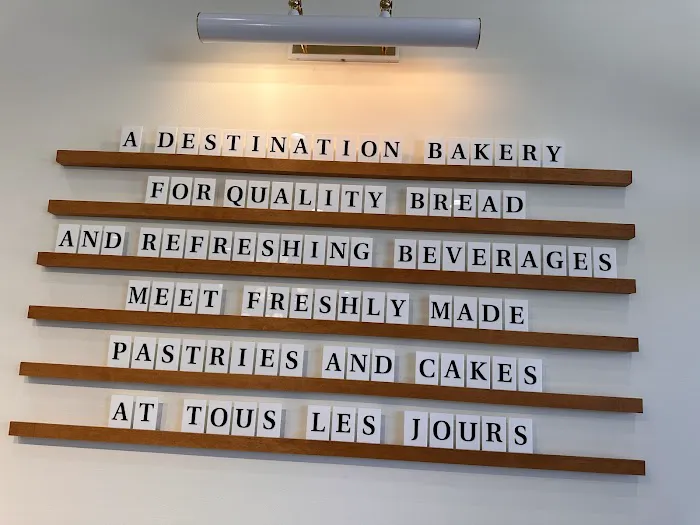 A DESTINATION BAKERY
FOR QUALITY BREAD
AND REFRESHING BEVERAGES
MEET FRESHLY MADE
PASTRIES AND CAKES
AT TOUS LES JOURS